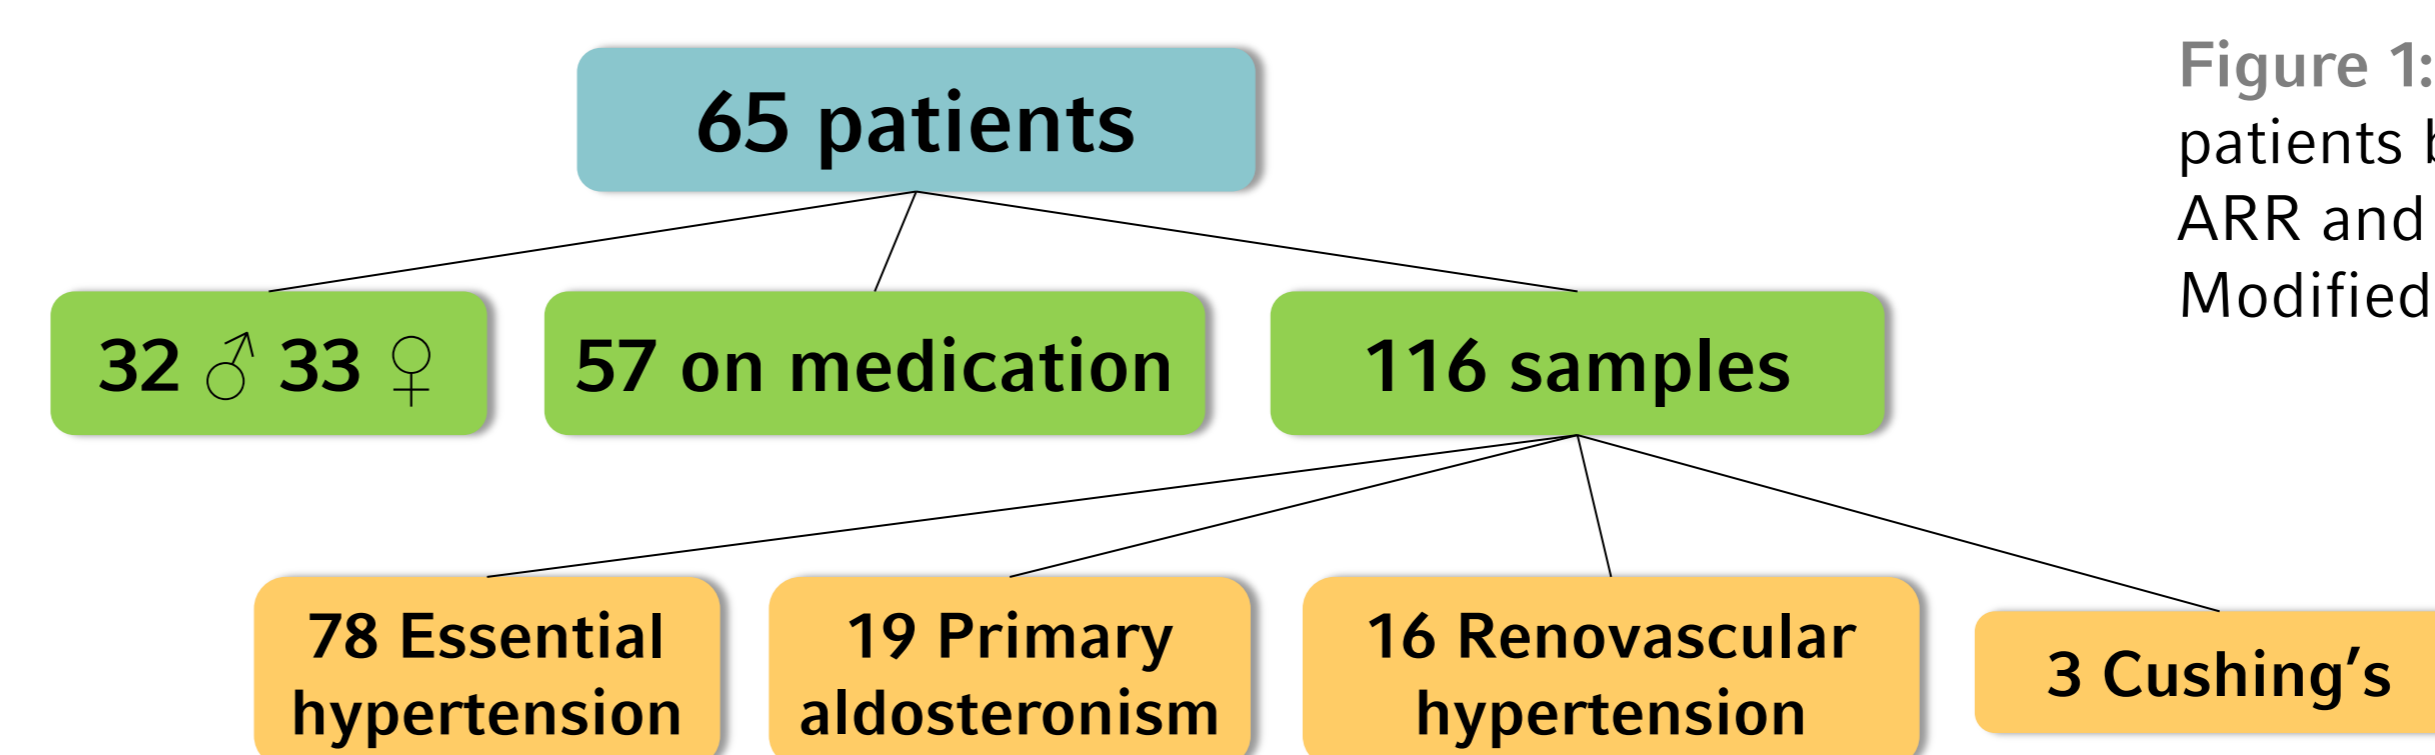 65 patients
32 ♂ 33 ♀
57 on medication
116 samples
78 Essential
hypertension
19 Primary
aldosteronism
16 Renovascular
hypertension
3 Cushing’s
Figure 1:
patients
ARR and
Modified